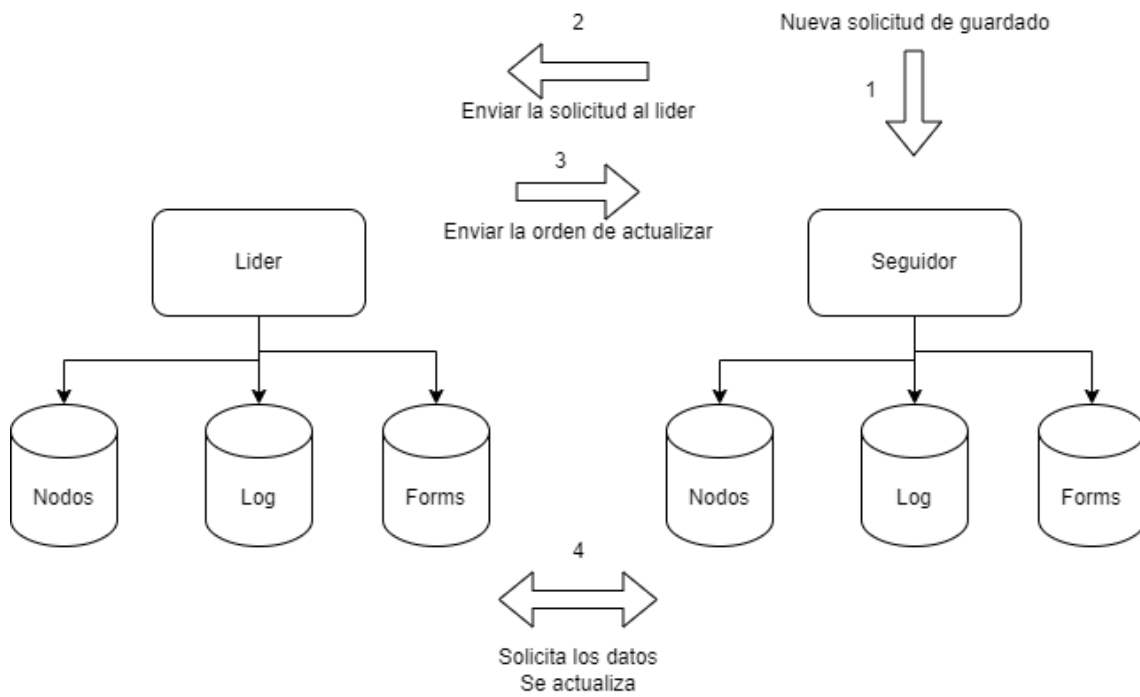 2
Nueva solicitud de guardado
1
Enviar la solicitud al lider
3
Enviar la orden de actualizar
Lider
Seguidor
Nodos
Log
Forms
Nodos
Log
Forms
4
Solicita los datos
Se actualiza